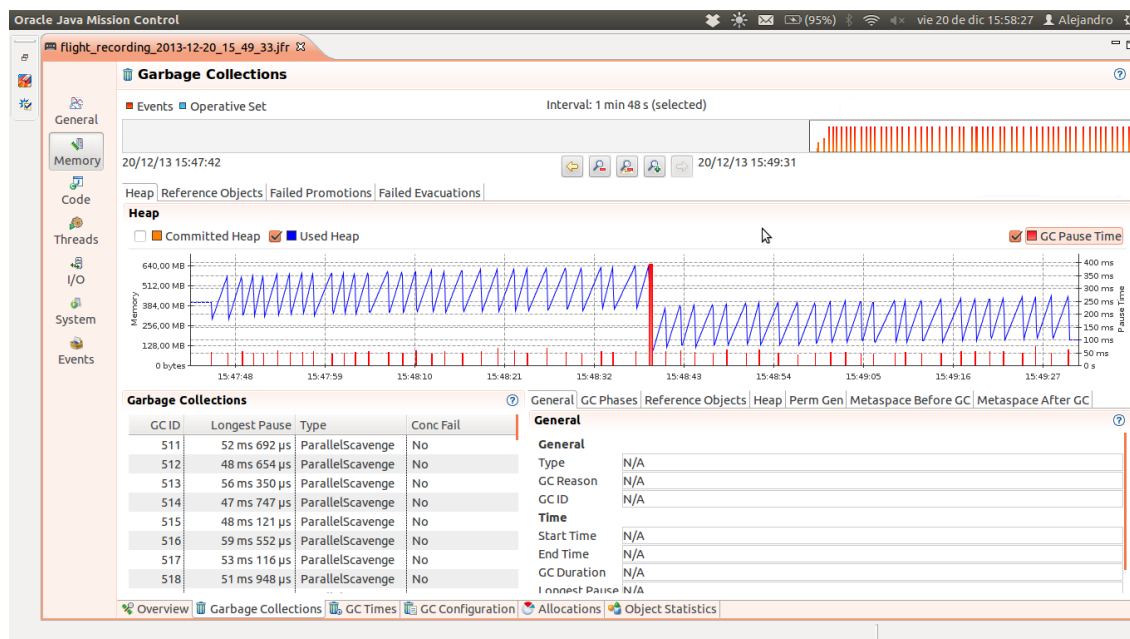 Oracle Java Mission Control
(95%)
vie 20 de dic 15:58:27
Alejandro
flight_recording_2013-12-20_15_49_33.jfr
Garbage Collections
General
Memory
Code
Threads
I/O
System
Events
Events Operative Set
Interval: 1 min 48 s (selected)
20/12/13 15:47:42
20/12/13 15:49:31
Heap Reference Objects Failed Promotions Failed Evacuations
Heap
Committed Heap Used Heap GC Pause Time
Memory
640,00 MB
512,00 MB
384,00 MB
256,00 MB
128,00 MB
0 bytes
400 ms
350 ms
300 ms
250 ms
200 ms
150 ms
100 ms
50 ms
0 s
Pause Time
15:47:48 15:47:59 15:48:10 15:48:21 15:48:32 15:48:43 15:48:54 15:49:05 15:49:16 15:49:27
Garbage Collections
GC ID Longest Pause Type Conc Fail
511 52 ms 692 µs ParallelScavenge No
512 48 ms 654 µs ParallelScavenge No
513 56 ms 350 µs ParallelScavenge No
514 47 ms 747 µs ParallelScavenge No
515 48 ms 121 µs ParallelScavenge No
516 59 ms 552 µs ParallelScavenge No
517 53 ms 116 µs ParallelScavenge No
518 51 ms 948 µs ParallelScavenge No
General GC Phases Reference Objects Heap Perm Gen Metaspace Before GC Metaspace After GC
General
General
Type N/A
GC Reason N/A
GC ID N/A
Time
Start Time N/A
End Time N/A
GC Duration N/A
Longest Pause N/A
Overview Garbage Collections GC Times GC Configuration Allocations Object Statistics